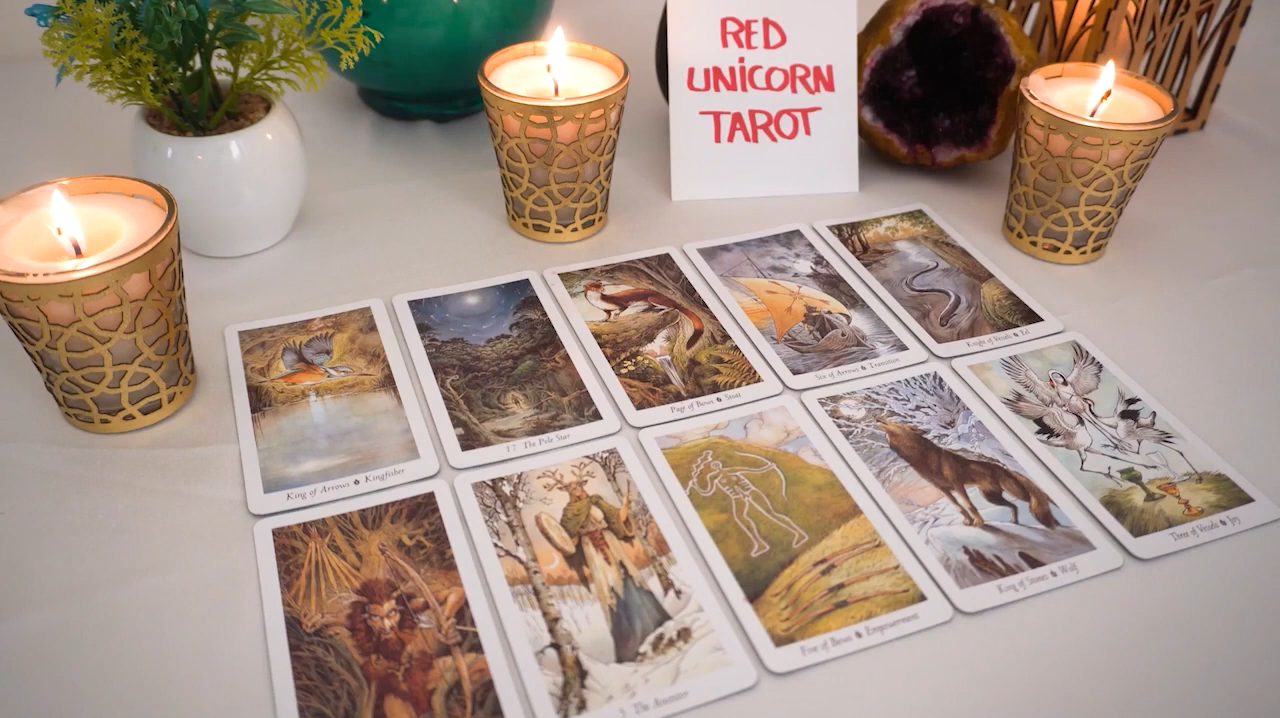 RED
UNiCORN
TAROT
King of Arrows Kingfisher
17 The Pole Star
Page of Bows Stoat
Six of Arrows Transition
Knight of Vessels Eel
The Ancestor
Five of Bows Empowerment
King of Stones Wolf
Three of Vessels Joy